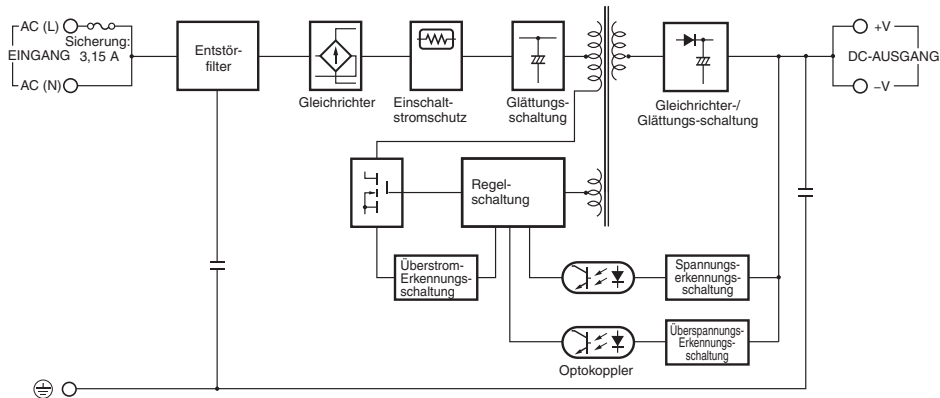 AC (L)
Sicherung:
3,15 A
EINGANG
AC (N)
Entstör-
filter
Gleichrichter
Einschalt-
stromschutz
Glättungs-
schaltung
Gleichrichter-/
Glättungs-schaltung
+V
DC-AUSGANG
–V
Regel-
schaltung
Überstrom-
Erkennungs-
schaltung
Spannungs-
erkennungs-
schaltung
Überspannungs-
Erkennungs-
schaltung
Optokoppler